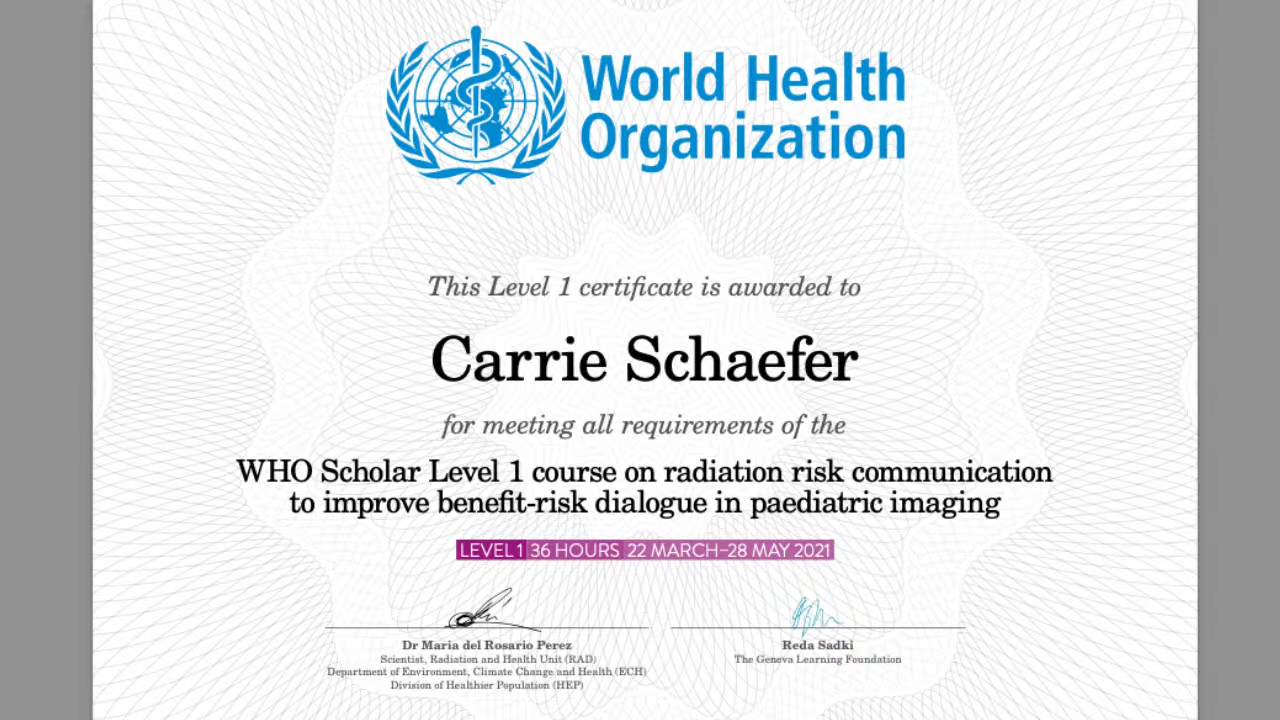 World Health
Organization
This Level 1 certificate is awarded to
Carrie Schaefer
for meeting all requirements of the
WHO Scholar Level 1 course on radiation risk communication
to improve benefit-risk dialogue in paediatric imaging
LEVEL 1 36 HOURS 22 MARCH–28 MAY 2021
Dr Maria del Rosario Perez
Scientist, Radiation and Health Unit (RAD)
Department of Environment, Climate Change and Health (ECH)
Division of Healthier Population (HEP)
Reda Sadki
The Geneva Learning Foundation